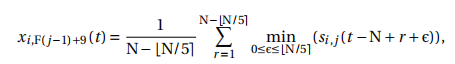 x_{i,F(j−1)+9}(t) = \frac{1}{N − ⌊N/5⌉} \sum_{r=1}^{N−⌊N/5⌉} \min_{0≤ϵ≤⌊N/5⌉} (s_{i,j}(t − N + r + ϵ)),